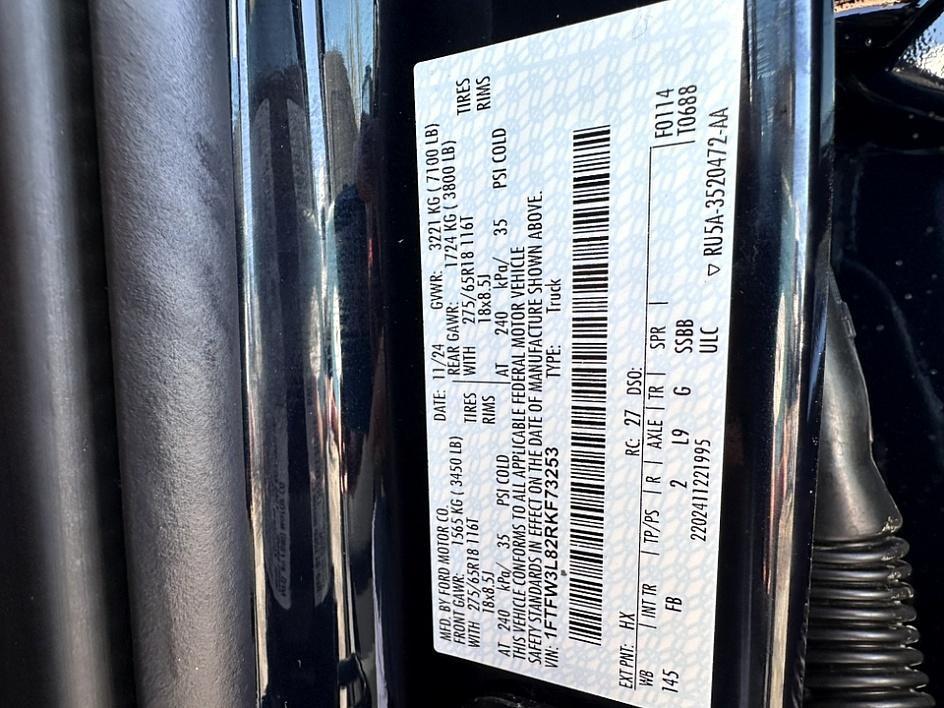 MFD. BY FORD MOTOR CO.
DATE: 11/24 GVWR: 3221 KG ( 7100 LB)
FRONT GAWR: 1565 KG ( 3450 LB) REAR GAWR: 1724 KG ( 3800 LB)
WITH 275/65R18 116T TIRES WITH 275/65R18 116T TIRES
18x8.5J RIMS 18x8.5J RIMS
AT 240 kPa/ 35 PSI COLD AT 240 kPa/ 35 PSI COLD
THIS VEHICLE CONFORMS TO ALL APPLICABLE FEDERAL MOTOR VEHICLE
SAFETY STANDARDS IN EFFECT ON THE DATE OF MANUFACTURE SHOWN ABOVE.
VIN: 1FTFW3L82RKF73253 TYPE: Truck
EXT PNT: HX RC: 27 DSO: F0114
WB | INT TR | TP/PS | R | AXLE | TR | SPR | T0688
145 FB 2 L9 G SSBB
2202411221995 ULC
▽ RU5A-3520472-AA